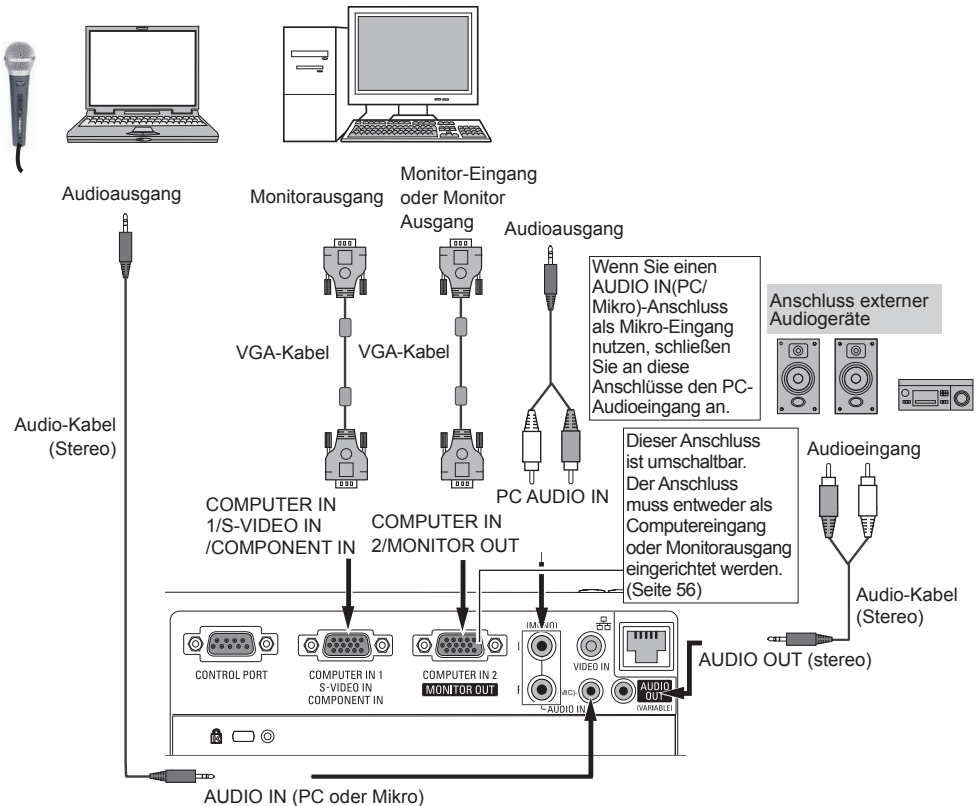 Audioausgang
Monitorausgang
Monitor-Eingang
oder Monitor
Ausgang
Audioausgang
Wenn Sie einen
AUDIO IN(PC/
Mikro)-Anschluss
als Mikro-Eingang
nutzen, schließen
Sie an diese
Anschlüsse den PC-
Audioeingang an.
Anschluss externer
Audiogeräte
VGA-Kabel
VGA-Kabel
Audio-Kabel
(Stereo)
PC AUDIO IN
Dieser Anschluss
ist umschaltbar.
Der Anschluss
muss entweder als
Computereingang
oder Monitorausgang
eingerichtet werden.
(Seite 56)
Audioeingang
COMPUTER IN
1/S-VIDEO IN
/COMPONENT IN
COMPUTER IN
2/MONITOR OUT
Audio-Kabel
(Stereo)
AUDIO OUT (stereo)
CONTROL PORT
COMPUTER IN 1
S-VIDEO IN
COMPONENT IN
COMPUTER IN 2
MONITOR OUT
(MONO)
VIDEO IN
MIC)
AUDIO IN
AUDIO
OUT
(VARIABLE)
AUDIO IN (PC oder Mikro)